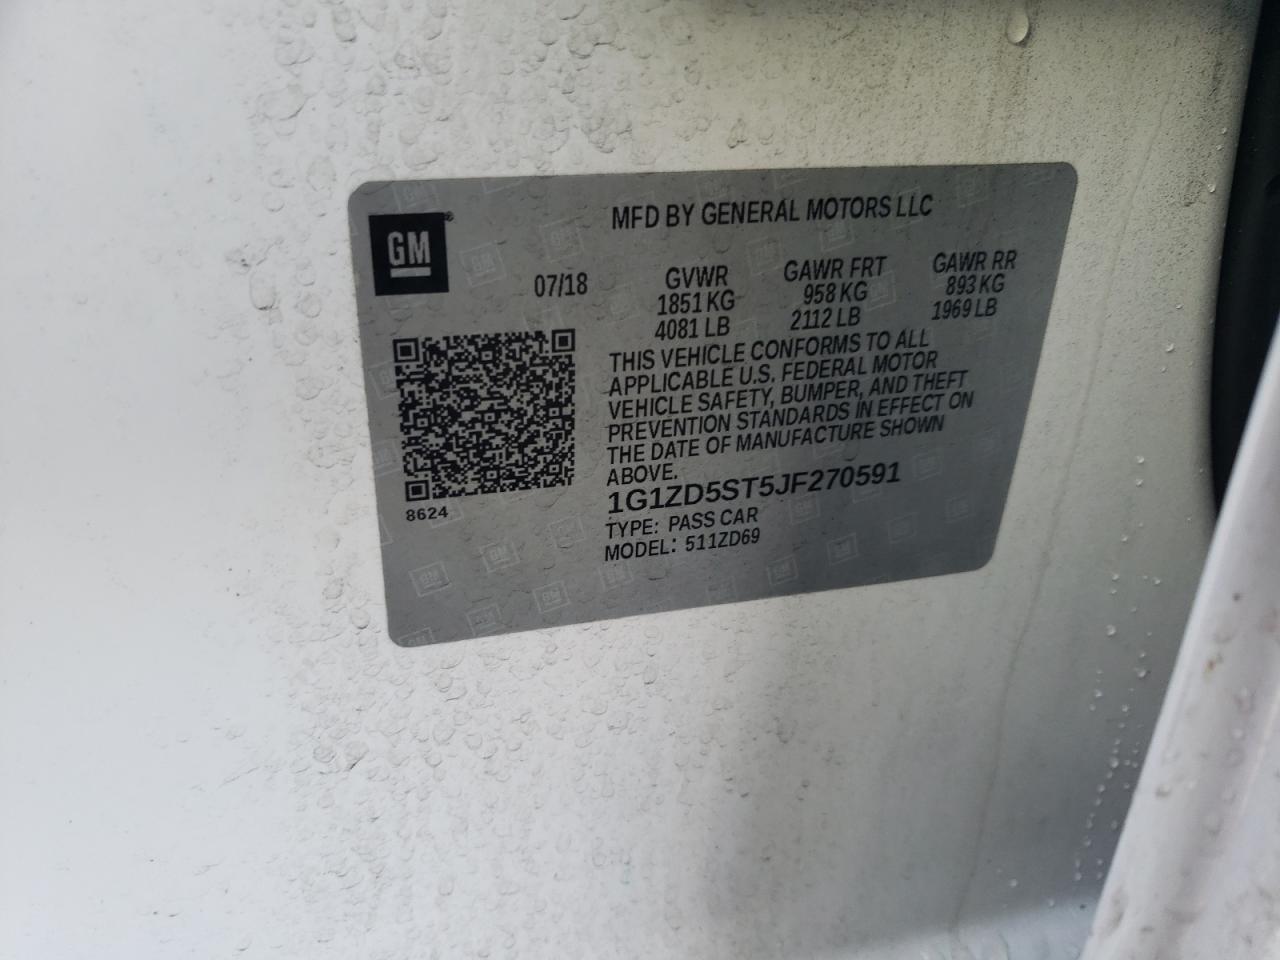 GM®
MFD BY GENERAL MOTORS LLC
07/18 GVWR GAWR FRT GAWR RR
1851 KG 958 KG 893 KG
4081 LB 2112 LB 1969 LB
THIS VEHICLE CONFORMS TO ALL
APPLICABLE U.S. FEDERAL MOTOR
VEHICLE SAFETY, BUMPER, AND THEFT
PREVENTION STANDARDS IN EFFECT ON
THE DATE OF MANUFACTURE SHOWN
ABOVE.
1G1ZD5ST5JF270591
TYPE: PASS CAR
MODEL: 511ZD69
8624